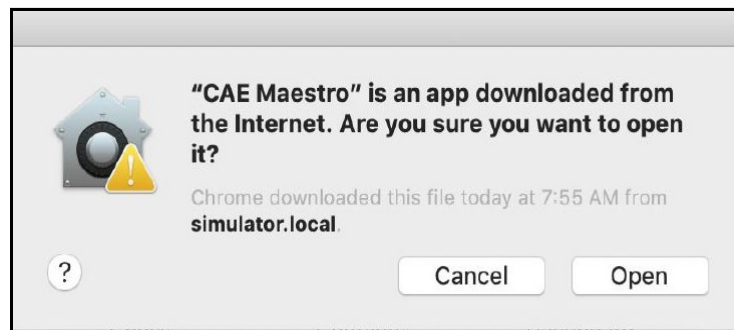 “CAE Maestro” is an app downloaded from
the Internet. Are you sure you want to open
it?
Chrome downloaded this file today at 7:55 AM from
simulator.local.
?
Cancel
Open